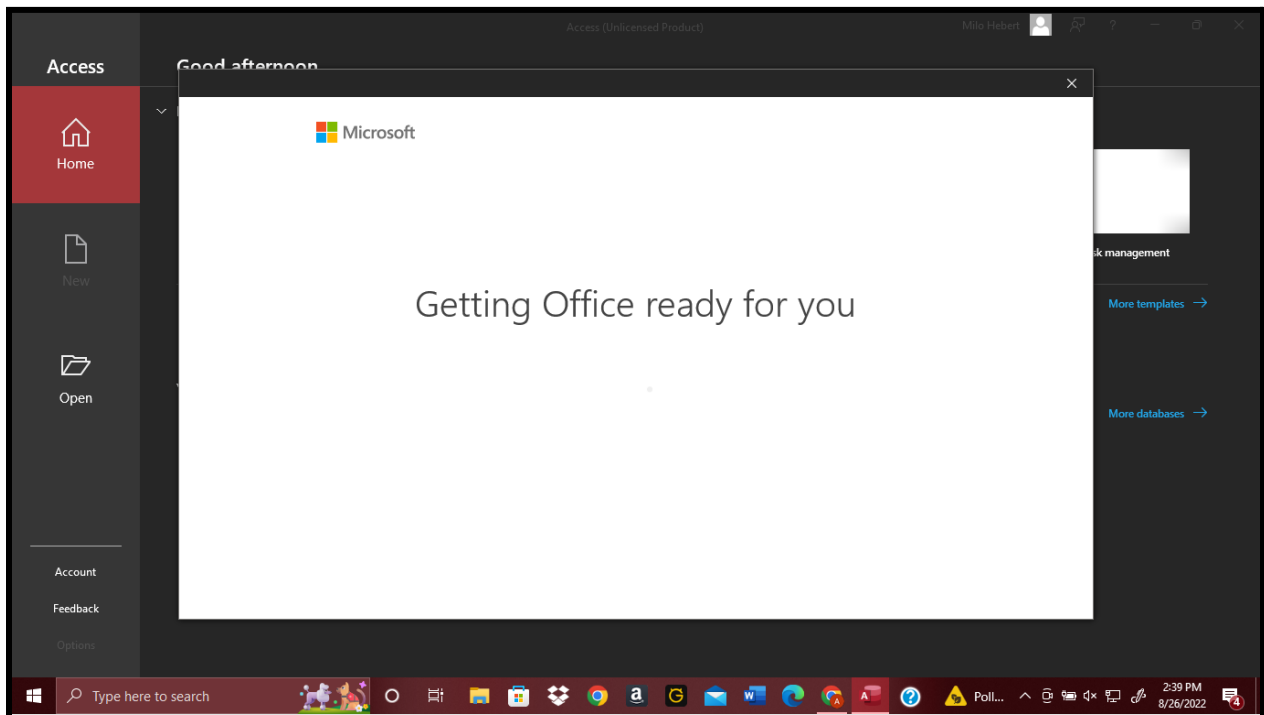 Access (Unlicensed Product)
Milo Hebert
?
Access
Good afternoon
Home
Microsoft
New
Getting Office ready for you
sk management
More templates
Open
More databases
Account
Feedback
Options
Type here to search
a
G
W
A
A
?
Poll...
2:39 PM
8/26/2022
4